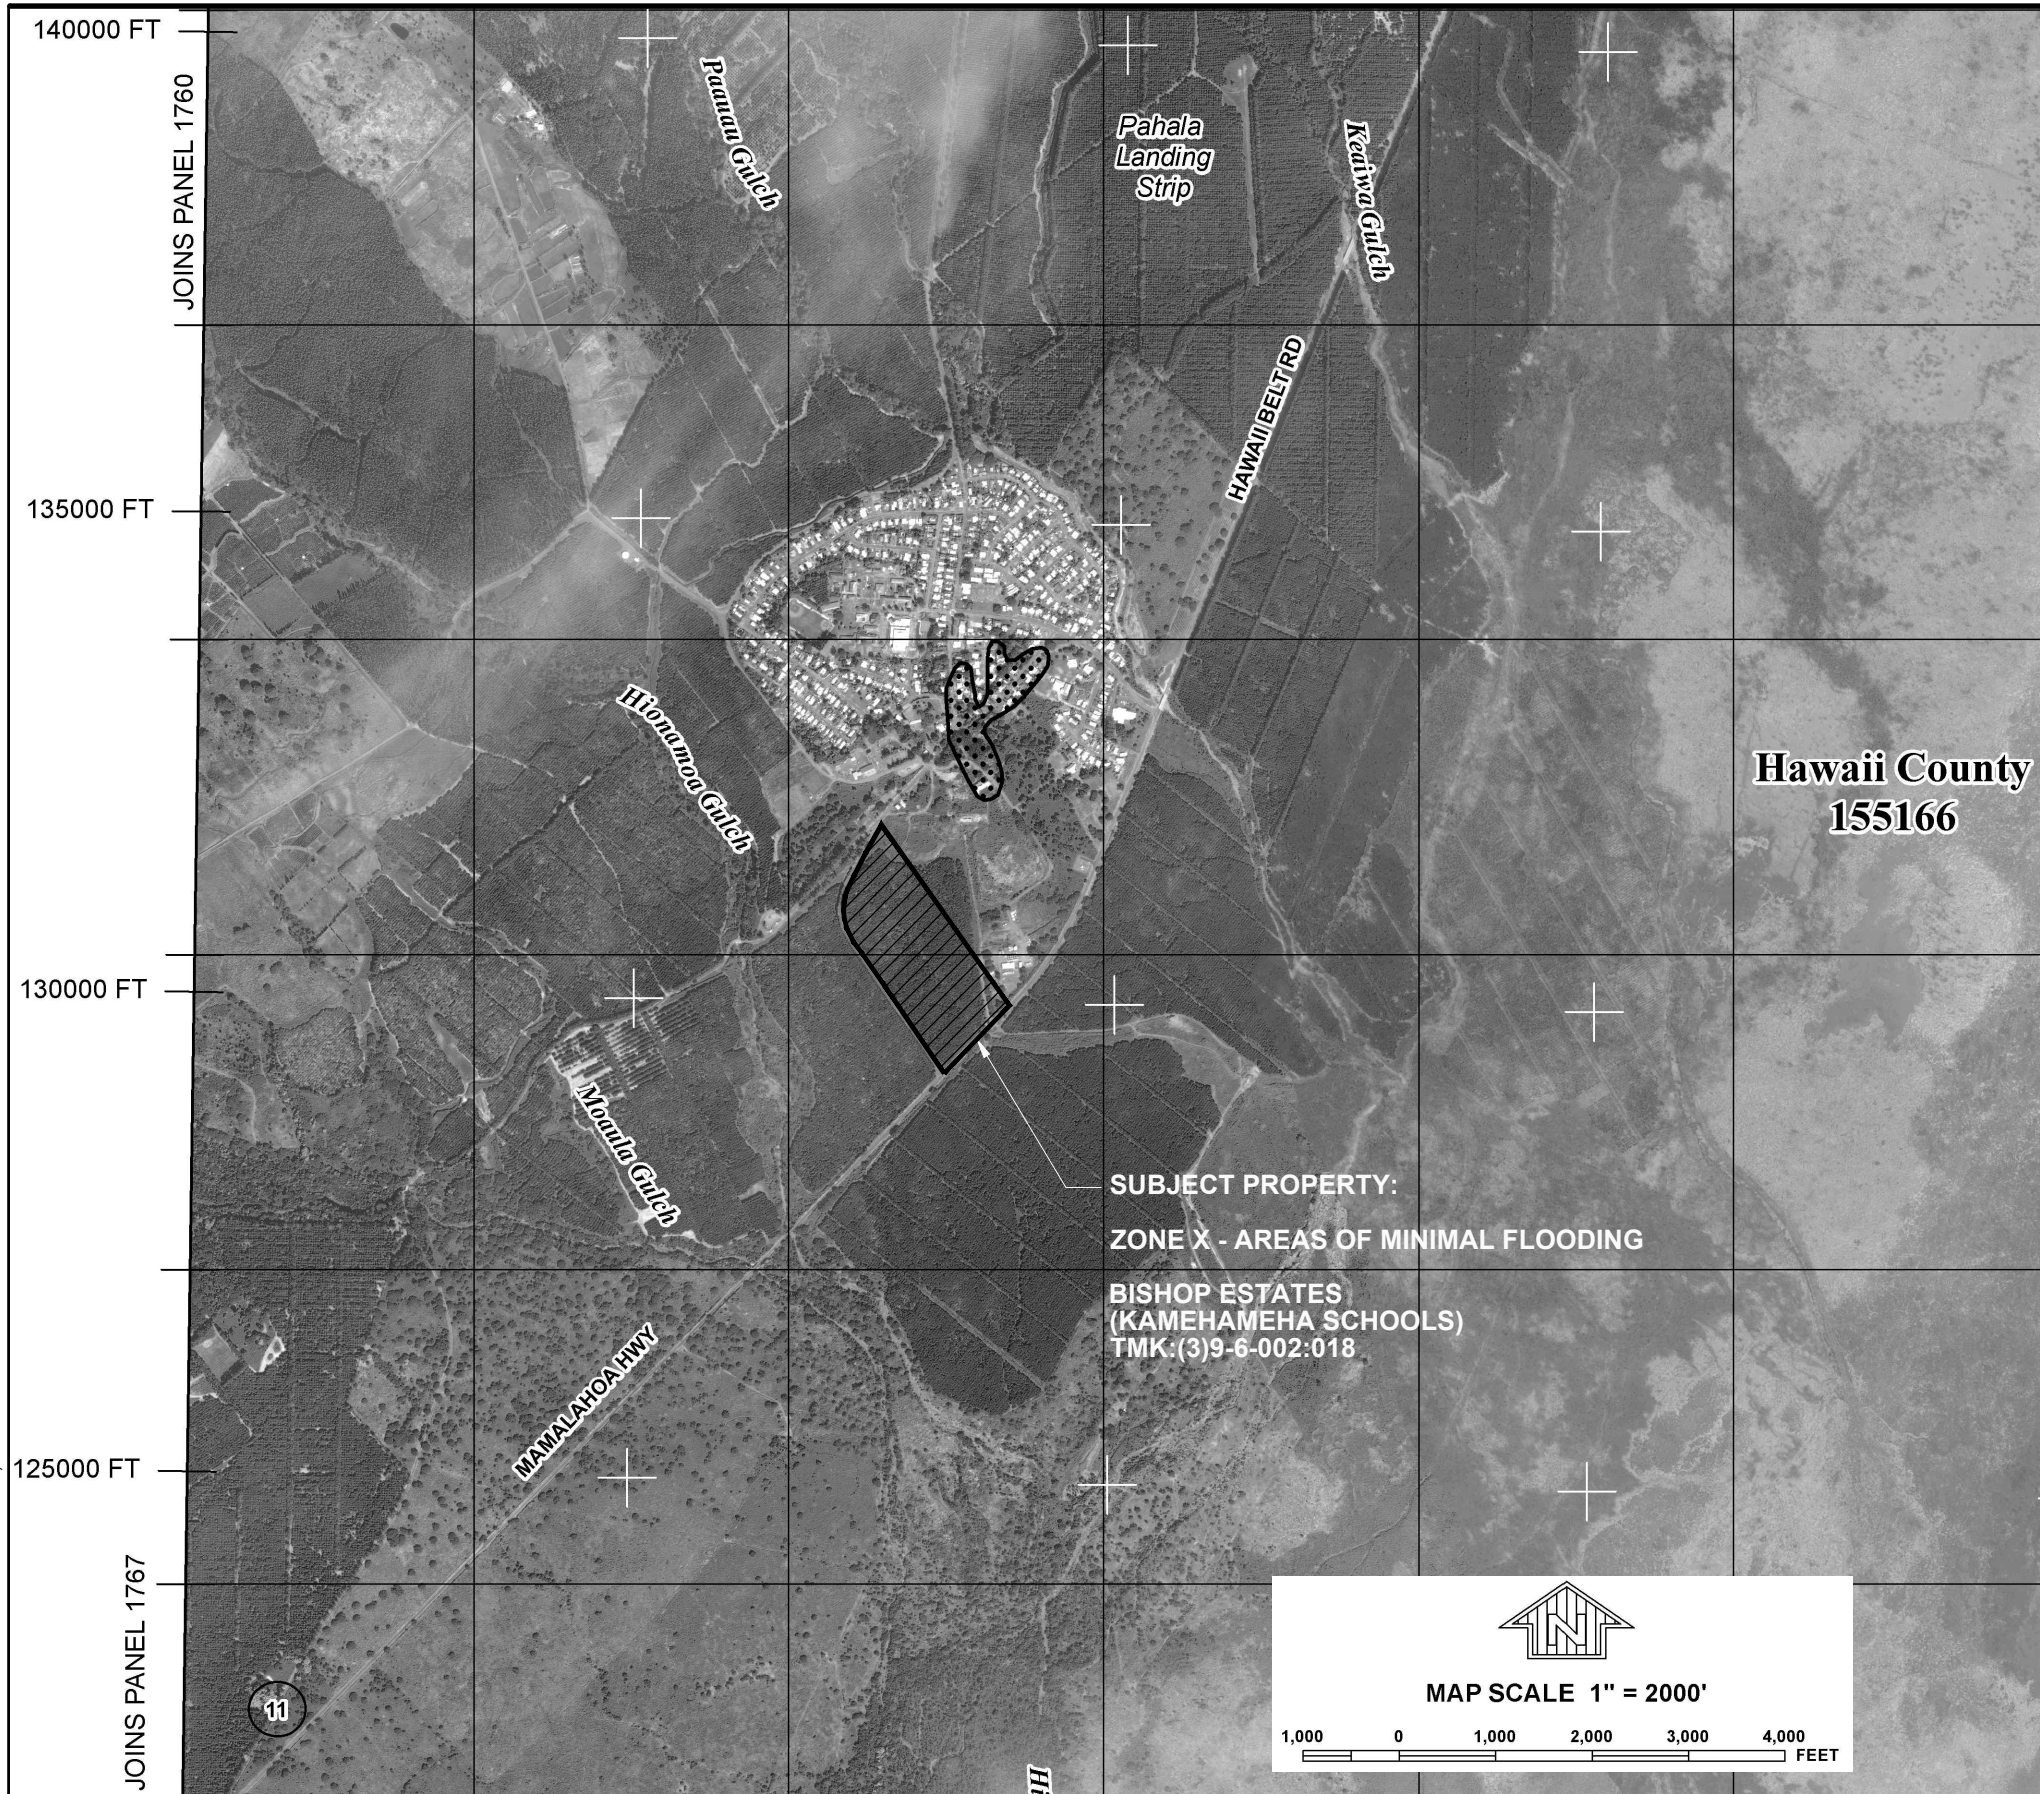 140000 FT
JOINS PANEL 1760
Paauau Gulch
Pahala
Landing
Strip
Keaiwa Gulch
HAWAII BELT RD
135000 FT
Hionamoa Gulch
Hawaii County
155166
130000 FT
Moaula Gulch
SUBJECT PROPERTY:
ZONE X - AREAS OF MINIMAL FLOODING
BISHOP ESTATES
(KAMEHAMEHA SCHOOLS)
TMK:(3)9-6-002:018
MAMALAHOA HWY
125000 FT
JOINS PANEL 1767
11
N
MAP SCALE 1" = 2000'
1,000 0 1,000 2,000 3,000 4,000
FEET